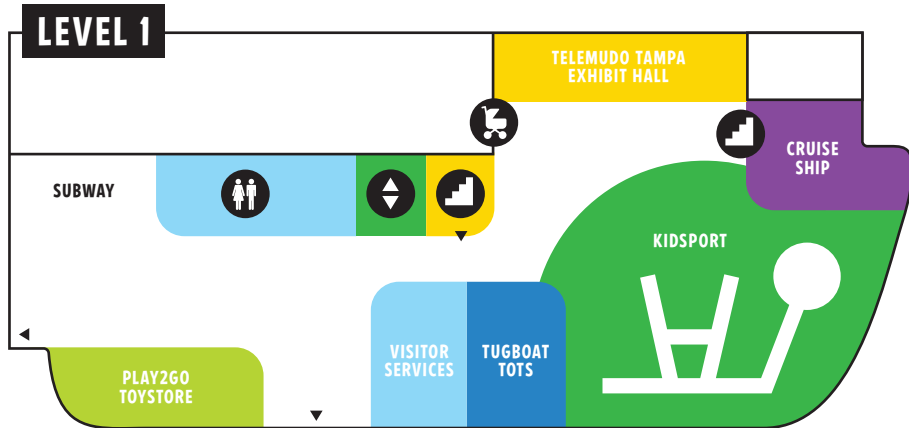 LEVEL 1
TELEMUDO TAMPA
EXHIBIT HALL
CRUISE
SHIP
SUBWAY
KIDSPORT
VISITOR
SERVICES
TUGBOAT
TOTS
PLAY2GO
TOYSTORE